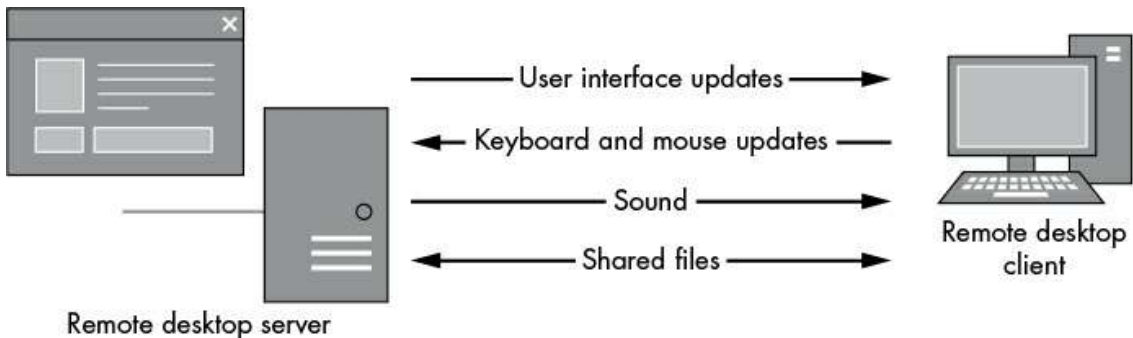 User interface updates
Keyboard and mouse updates
Sound
Shared files
Remote desktop
client
Remote desktop server